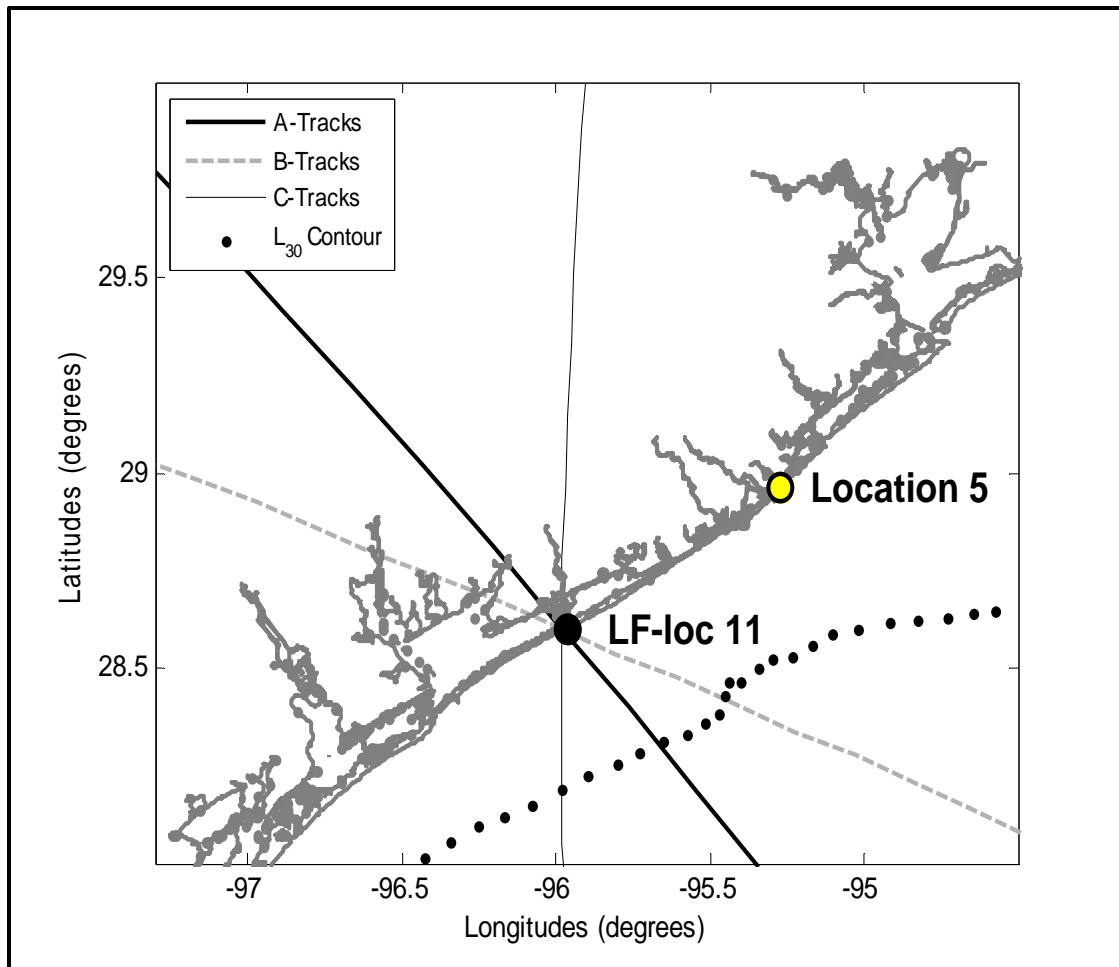 A-Tracks
B-Tracks
C-Tracks
L30 Contour
29.5
29
28.5
Latitudes (degrees)
Location 5
LF-loc 11
-97
-96.5
-96
-95.5
-95
Longitudes (degrees)